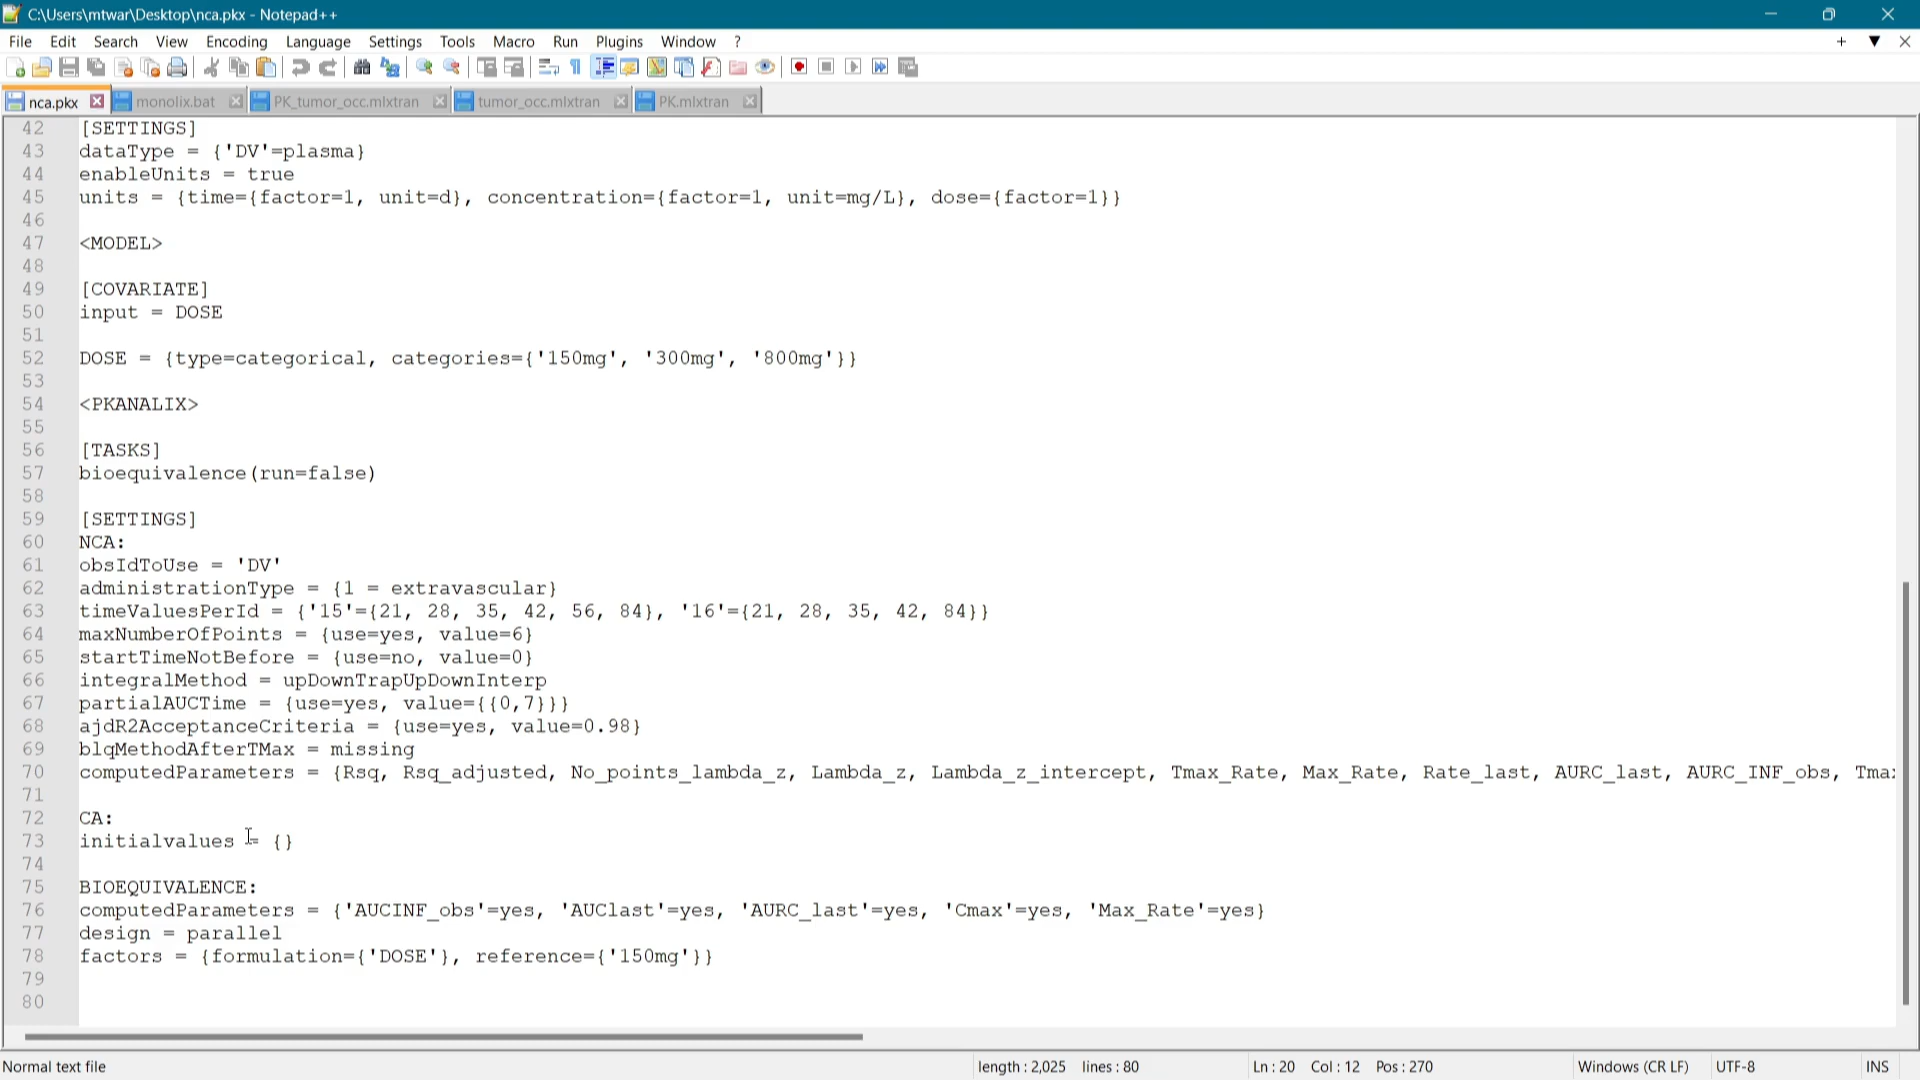 C:\Users\mtwar\Desktop\nca.pkx - Notepad++
File Edit Search View Encoding Language Settings Tools Macro Run Plugins Window ?
nca.pkx monolix.bat PK_tumor_occ.mlxtran tumor_occ.mlxtran PK.mlxtran
42 [SETTINGS]
43 dataType = {'DV'=plasma}
44 enableUnits = true
45 units = {time={factor=1, unit=d}, concentration={factor=1, unit=mg/L}, dose={factor=1}}
46
47 <MODEL>
48
49 [COVARIATE]
50 input = DOSE
51
52 DOSE = {type=categorical, categories={'150mg', '300mg', '800mg'}}
53
54 <PKANALIX>
55
56 [TASKS]
57 bioequivalence(run=false)
58
59 [SETTINGS]
60 NCA:
61 obsIdToUse = 'DV'
62 administrationType = {1 = extravascular}
63 timeValuesPerId = {'15'={21, 28, 35, 42, 56, 84}, '16'={21, 28, 35, 42, 84}}
64 maxNumberOfPoints = {use=yes, value=6}
65 startTimeNotBefore = {use=no, value=0}
66 integralMethod = upDownTrapUpDownInterp
67 partialAUCTime = {use=yes, value={{0,7}}}
68 ajdR2AcceptanceCriteria = {use=yes, value=0.98}
69 blqMethodAfterTMax = missing
70 computedParameters = {Rsq, Rsq_adjusted, No_points_lambda_z, Lambda_z, Lambda_z_intercept, Tmax_Rate, Max_Rate, Rate_last, AURC_last, AURC_INF_obs, Tma
71
72 CA:
73 initialvalues = {}
74
75 BIOEQUIVALENCE:
76 computedParameters = {'AUCINF_obs'=yes, 'AUClast'=yes, 'AURC_last'=yes, 'Cmax'=yes, 'Max_Rate'=yes}
77 design = parallel
78 factors = {formulation={'DOSE'}, reference={'150mg'}}
79
80
Normal text file length : 2,025 lines : 80 Ln : 20 Col : 12 Pos : 270 Windows (CR LF) UTF-8 INS